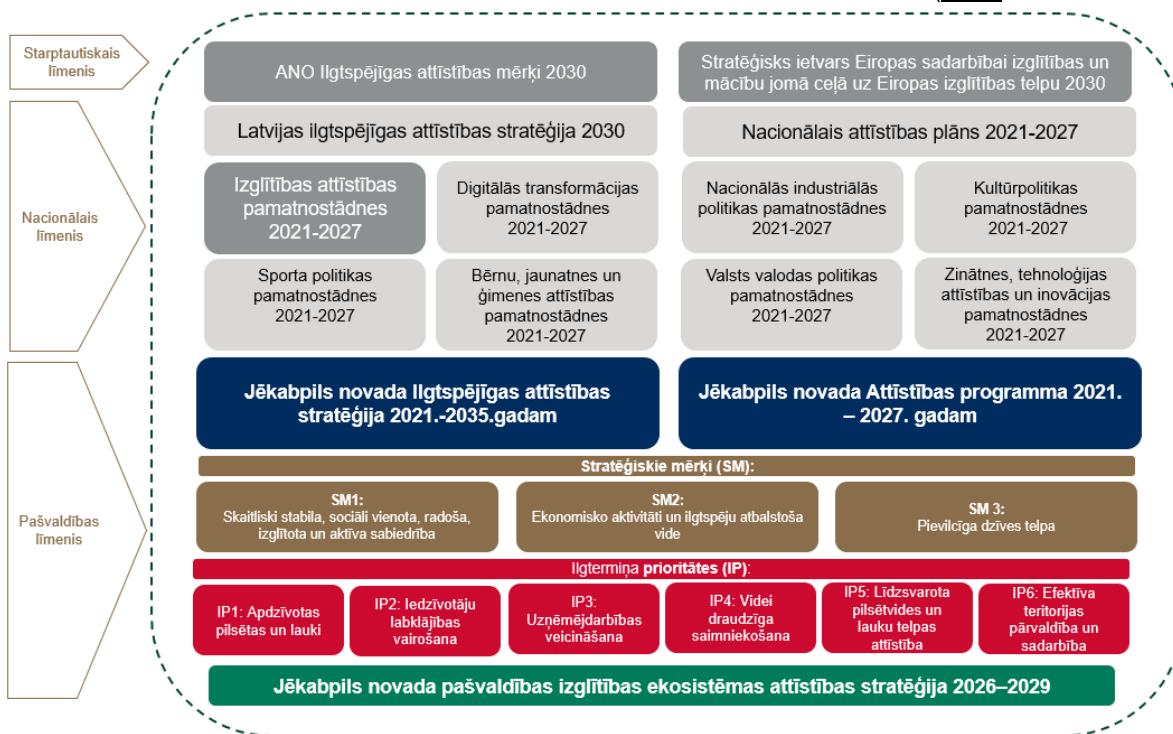 Starptautiskais
līmenis
ANO Ilgtspējīgas attīstības mērķi 2030
Stratēģisks ietvars Eiropas sadarbībai izglītības un
mācību jomā ceļā uz Eiropas izglītības telpu 2030
Nacionālais
līmenis
Latvijas ilgtspējīgas attīstības stratēģija 2030
Nacionālais attīstības plāns 2021-2027
Izglītības attīstības
pamatnostādnes
2021-2027
Digitālās transformācijas
pamatnostādnes
2021-2027
Nacionālās industriālās
politikas pamatnostādnes
2021-2027
Kultūrpolitikas
pamatnostādnes
2021-2027
Sporta politikas
pamatnostādnes
2021-2027
Bērnu, jaunatnes un
ģimenes attīstības
pamatnostādnes
2021-2027
Valsts valodas politikas
pamatnostādnes
2021-2027
Zinātnes, tehnoloģijas
attīstības un inovācijas
pamatnostādnes
2021-2027
Pašvaldības
līmenis
Jēkabpils novada Ilgtspējīgas attīstības
stratēģija 2021.-2035.gadam
Jēkabpils novada Attīstības programma 2021.
– 2027. gadam
Stratēģiskie mērķi (SM):
SM1:
Skaitliski stabila, sociāli vienota, radoša,
izglītota un aktīva sabiedrība
SM2:
Ekonomisko aktivitāti un ilgtspēju atbalstoša
vide
SM 3:
Pievilcīga dzīves telpa
Ilgtermiņa prioritātes (IP):
IP1: Apdzīvotas
pilsētas un lauki
IP2: Iedzīvotāju
labklājības
vairošana
IP3:
Uzņēmējdarbības
veicināšana
IP4: Videi
draudzīga
saimniekošana
IP5: Līdzsvarota
pilsētvides un
lauku telpas
attīstība
IP6: Efektīva
teritorijas
pārvaldība un
sadarbība
Jēkabpils novada pašvaldības izglītības ekosistēmas attīstības stratēģija 2026–2029